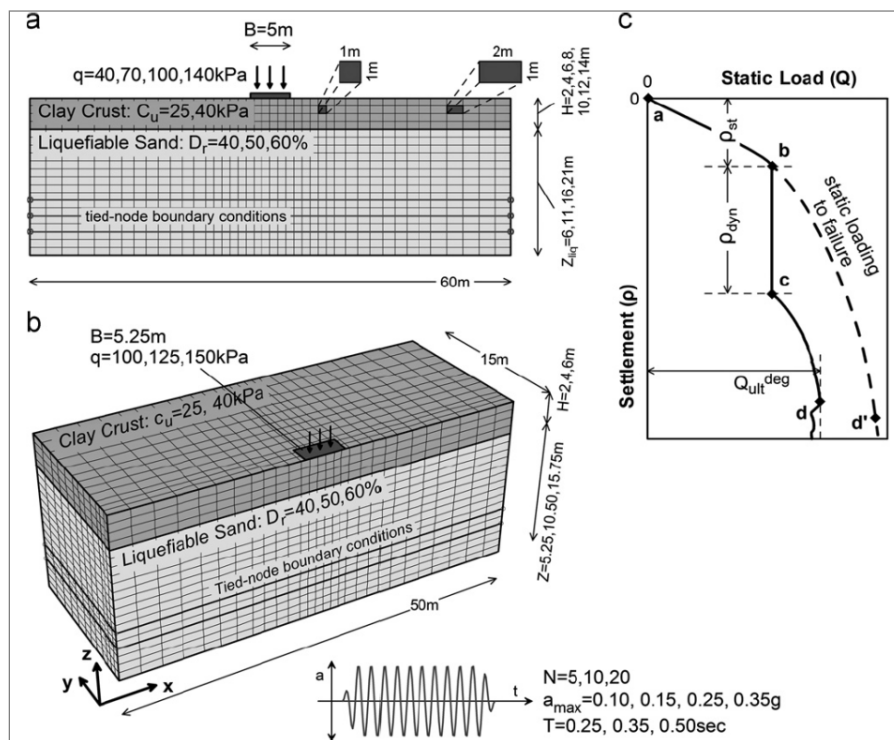 a
B=5m
q=40,70,100,140kPa
1m
1m
2m
1m
H=2,4,6,8,
10,12,14m
Clay Crust: Cu=25,40kPa
Liquefiable Sand: Dr=40,50,60%
tied-node boundary conditions
Zliq=6,11,16,21m
60m
b
B=5.25m
q=100,125,150kPa
15m
H=2,4,6m
Clay Crust: cu=25, 40kPa
Liquefiable Sand: Dr=40,50,60%
Tied-node boundary conditions
Z=5.25,10.50,15.75m
50m
z
y
x
a
t
N=5,10,20
amax=0.10, 0.15, 0.25, 0.35g
T=0.25, 0.35, 0.50sec
c
0
Static Load (Q)
0
a
ρst
b
static loading
to failure
ρdyn
c
Settlement (ρ)
Qult deg
d
d'